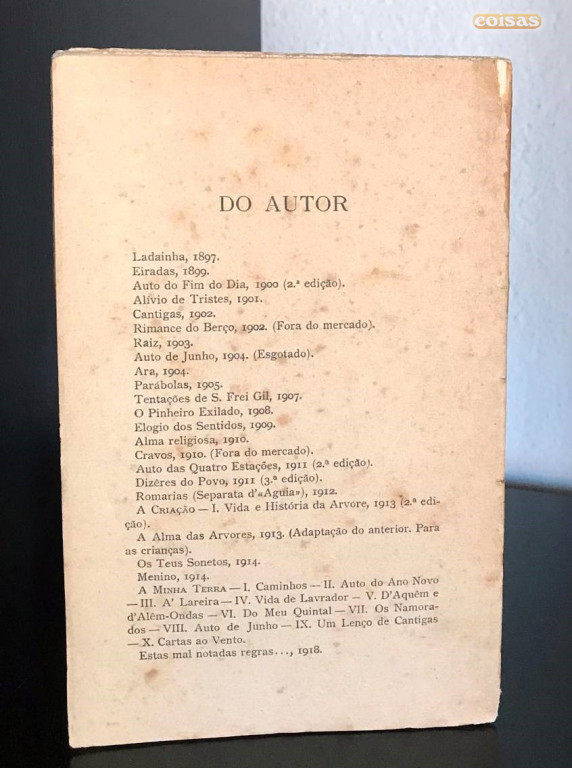 coisas
DO AUTOR
Ladainha, 1897.
Eiradas, 1899.
Auto do Fim do Dia, 1900 (2.ª edição).
Alívio de Tristes, 1901.
Cantigas, 1902.
Rimance do Berço, 1902. (Fora do mercado).
Raiz, 1903.
Auto de Junho, 1904. (Esgotado).
Ara, 1904.
Parábolas, 1905.
Tentações de S. Frei Gil, 1907.
O Pinheiro Exilado, 1908.
Elogio dos Sentidos, 1909.
Alma religiosa, 1910.
Cravos, 1910. (Fora do mercado).
Auto das Quatro Estações, 1911 (2.ª edição).
Dizêres do Povo, 1911 (3.ª edição).
Romarias (Separata d'«Aguia»), 1912.
A CRIAÇÃO — I. Vida e História da Arvore, 1913 (2.ª edi-
ção).
A Alma das Arvores, 1913. (Adaptação do anterior. Para
as crianças).
Os Teus Sonetos, 1914.
Menino, 1914.
A MINHA TERRA — I. Caminhos — II. Auto do Ano Novo
— III. A' Lareira — IV. Vida de Lavrador — V. D'Aquêm e
d'Além-Ondas — VI. Do Meu Quintal — VII. Os Namora-
dos — VIII. Auto de Junho — IX. Um Lenço de Cantigas
— X. Cartas ao Vento.
Estas mal notadas regras..., 1918.